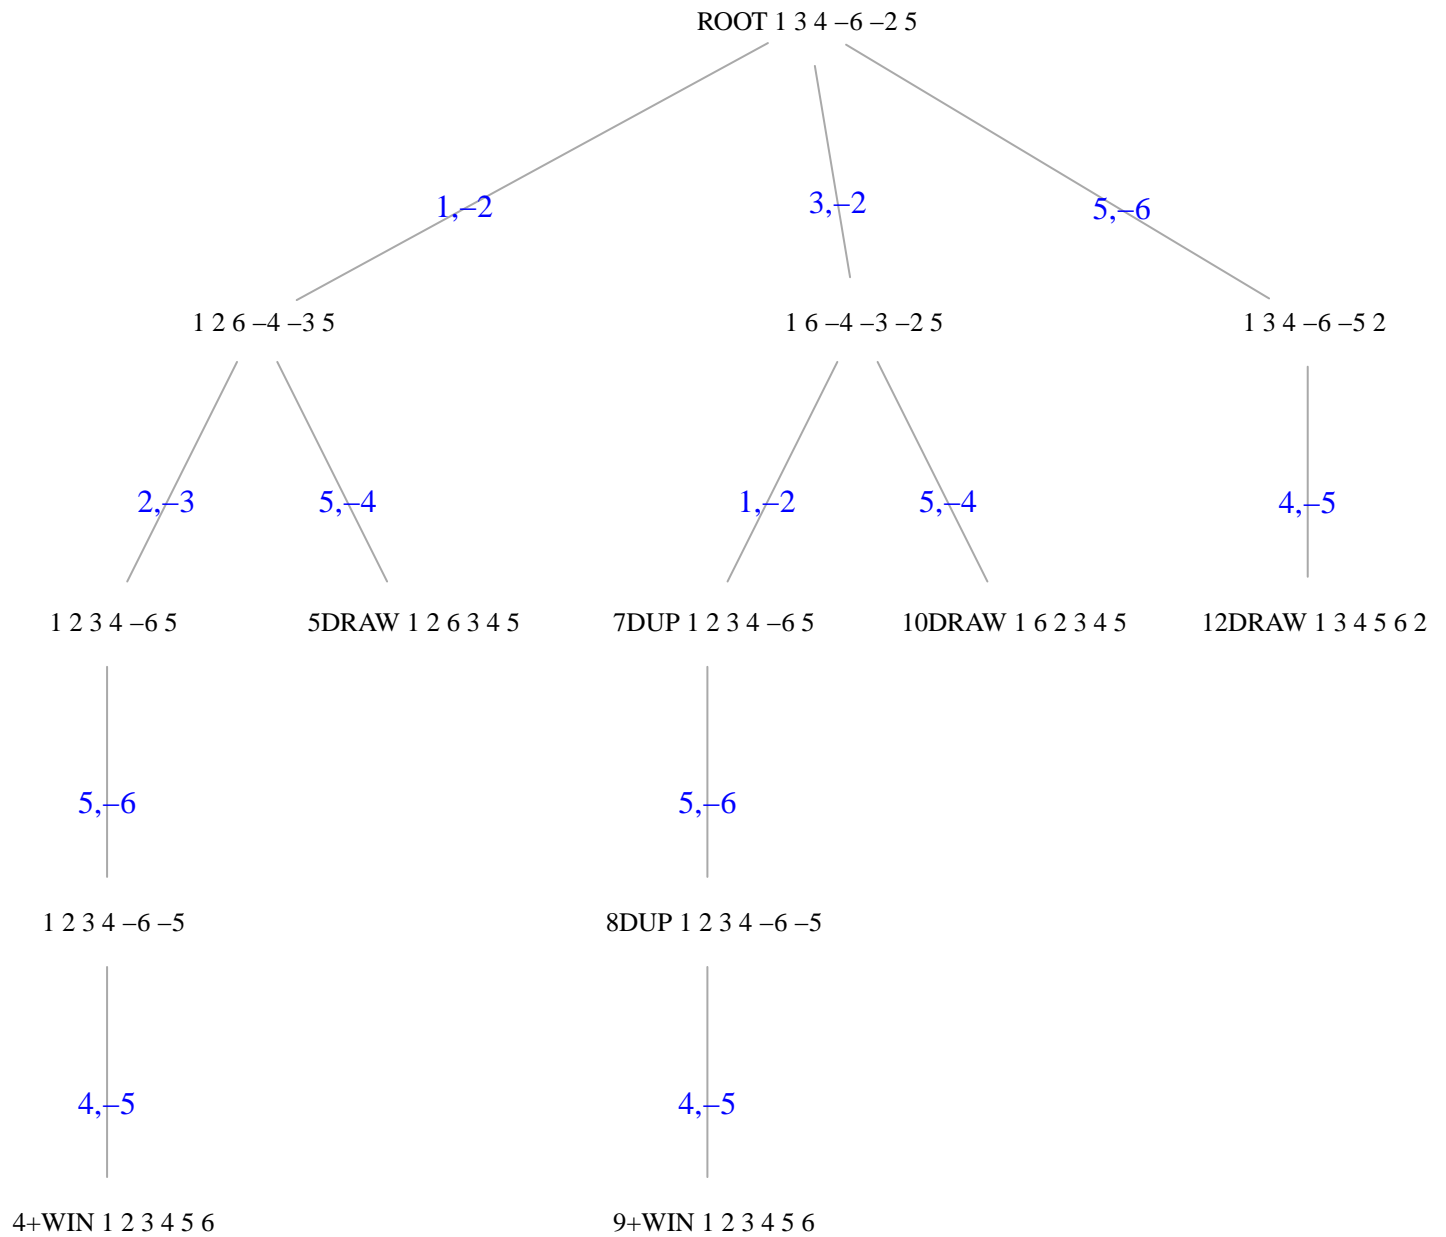 ROOT 1 3 4 –6 –2 5
1,–2
3,–2
5,–6
1 2 6 –4 –3 5
1 6 –4 –3 –2 5
1 3 4 –6 –5 2
2,–3
5,–4
1,–2
5,–4
4,–5
1 2 3 4 –6 5
5DRAW 1 2 6 3 4 5
7DUP 1 2 3 4 –6 5
10DRAW 1 6 2 3 4 5
12DRAW 1 3 4 5 6 2
5,–6
5,–6
1 2 3 4 –6 –5
8DUP 1 2 3 4 –6 –5
4,–5
4,–5
4+WIN 1 2 3 4 5 6
9+WIN 1 2 3 4 5 6